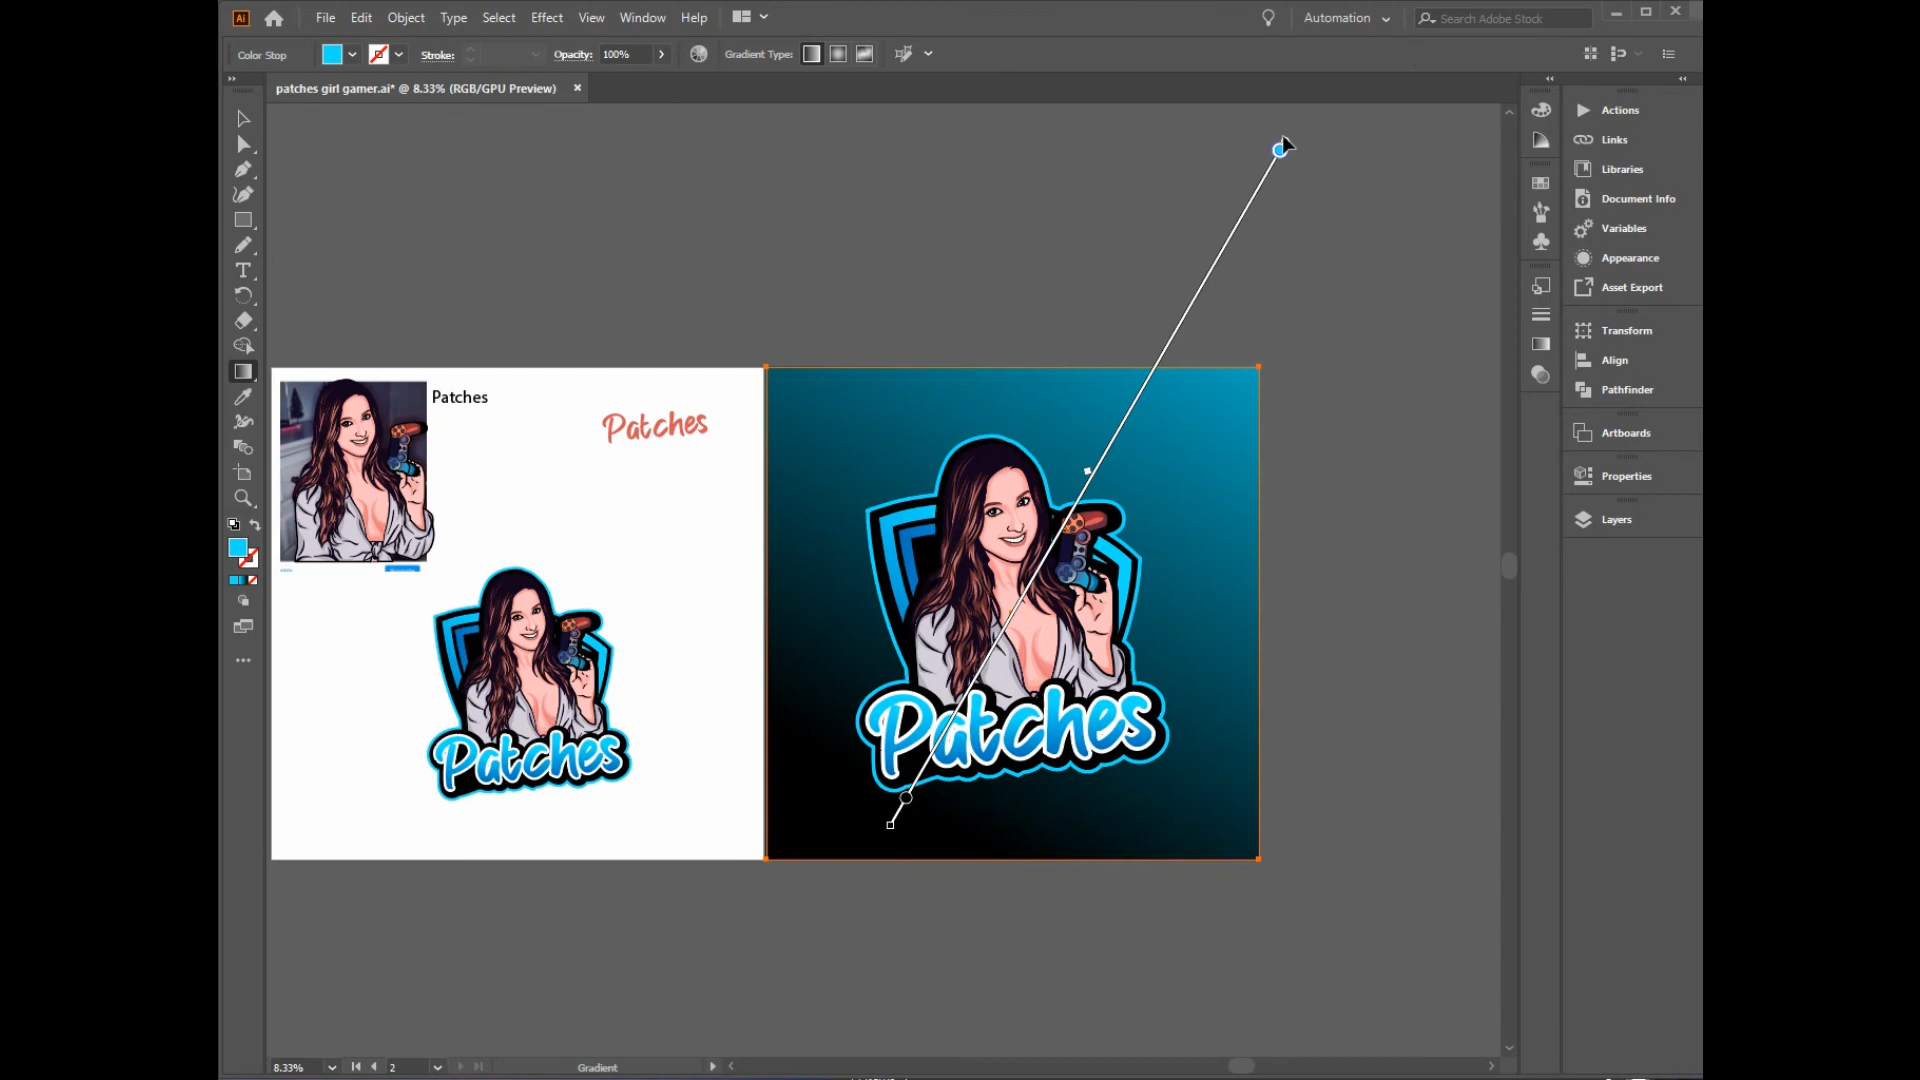 Ai File Edit Object Type Select Effect View Window Help Automation Search Adobe Stock
Color Stop Stroke: Opacity: 100% Gradient Type:
patches girl gamer.ai* @ 8.33% (RGB/GPU Preview)
Actions
Links
Libraries
Document Info
Variables
Appearance
Asset Export
Transform
Align
Pathfinder
Artboards
Properties
Layers
Patches
Patches
Patches
Patches
8.33% 2 Gradient